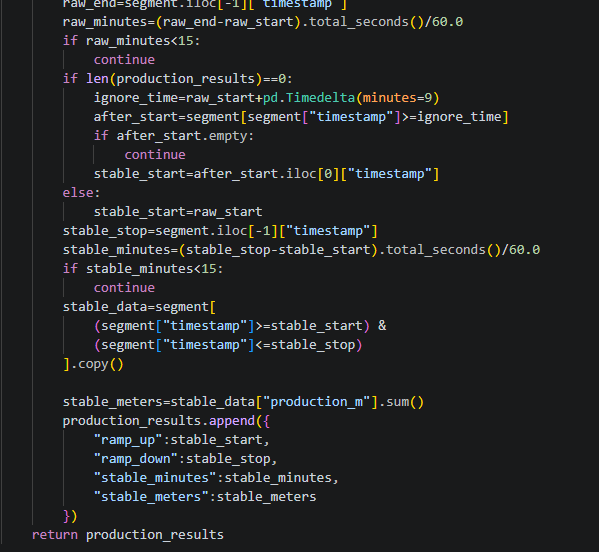 raw_end=segment.iloc[-1]["timestamp"]
raw_minutes=(raw_end-raw_start).total_seconds()/60.0
if raw_minutes<15:
continue
if len(production_results)==0:
ignore_time=raw_start+pd.Timedelta(minutes=9)
after_start=segment[segment["timestamp"]>=ignore_time]
if after_start.empty:
continue
stable_start=after_start.iloc[0]["timestamp"]
else:
stable_start=raw_start
stable_stop=segment.iloc[-1]["timestamp"]
stable_minutes=(stable_stop-stable_start).total_seconds()/60.0
if stable_minutes<15:
continue
stable_data=segment[
(segment["timestamp"]>=stable_start) &
(segment["timestamp"]<=stable_stop)
].copy()
stable_meters=stable_data["production_m"].sum()
production_results.append({
"ramp_up":stable_start,
"ramp_down":stable_stop,
"stable_minutes":stable_minutes,
"stable_meters":stable_meters
})
return production_results